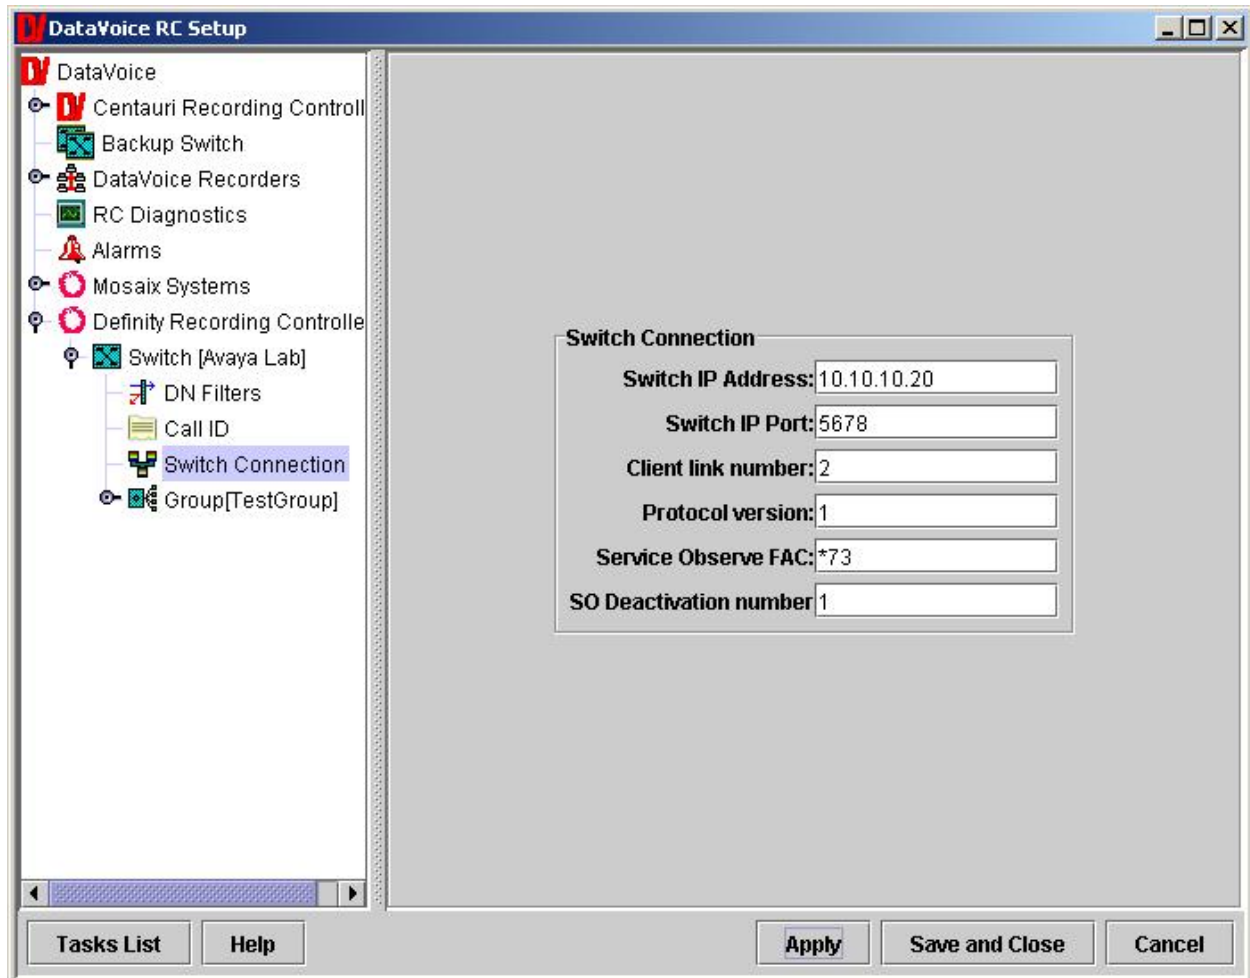 DataVoice RC Setup
DataVoice
Centauri Recording Controll
Backup Switch
DataVoice Recorders
RC Diagnostics
Alarms
Mosaix Systems
Definity Recording Controlle
Switch [Avaya Lab]
DN Filters
Call ID
Switch Connection
Group[TestGroup]
Switch Connection
Switch IP Address: 10.10.10.20
Switch IP Port: 5678
Client link number: 2
Protocol version: 1
Service Observe FAC: *73
SO Deactivation number 1
Tasks List
Help
Apply
Save and Close
Cancel